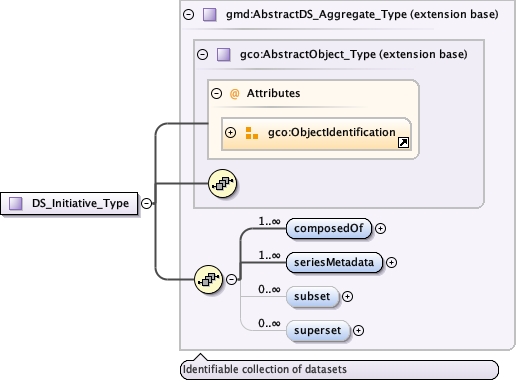 gmd:AbstractDS_Aggregate_Type (extension base)
gco:AbstractObject_Type (extension base)
@ Attributes
gco:ObjectIdentification
DS_Initiative_Type
1..∞
composedOf
1..∞
seriesMetadata
0..∞
subset
0..∞
superset
Identifiable collection of datasets